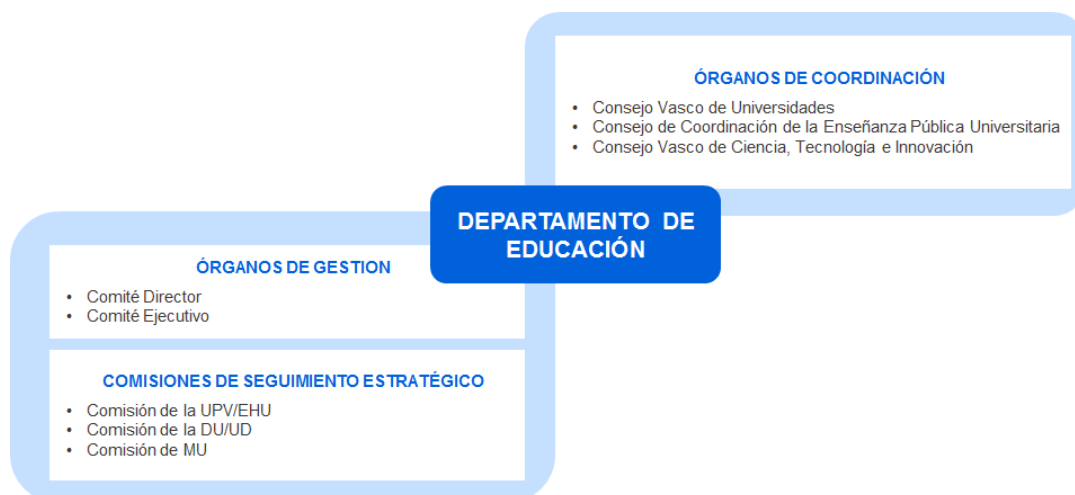 ÓRGANOS DE COORDINACIÓN
• Consejo Vasco de Universidades
• Consejo de Coordinación de la Enseñanza Pública Universitaria
• Consejo Vasco de Ciencia, Tecnología e Innovación
DEPARTAMENTO DE
EDUCACIÓN
ÓRGANOS DE GESTION
• Comité Director
• Comité Ejecutivo
COMISIONES DE SEGUIMIENTO ESTRATÉGICO
• Comisión de la UPV/EHU
• Comisión de la DU/UD
• Comisión de MU